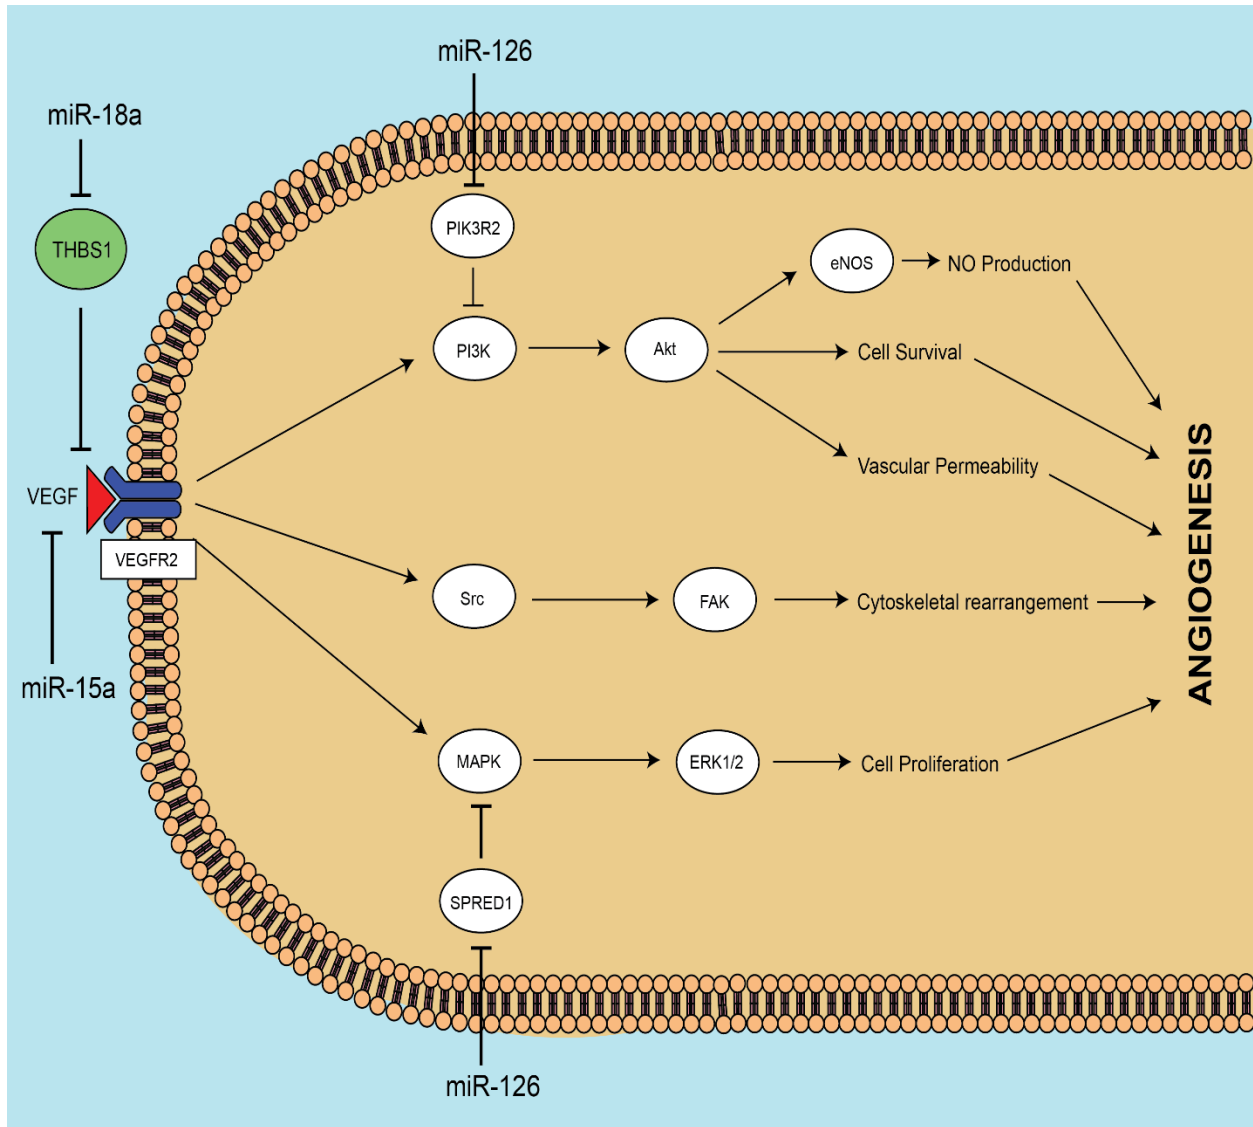 miR-126
miR-18a
PIK3R2
THBS1
eNOS
NO Production
PI3K
Akt
Cell Survival
Vascular Permeability
VEGF
VEGFR2
Src
FAK
Cytoskeletal rearrangement
ANGIOGENESIS
miR-15a
MAPK
ERK1/2
Cell Proliferation
SPRED1
miR-126